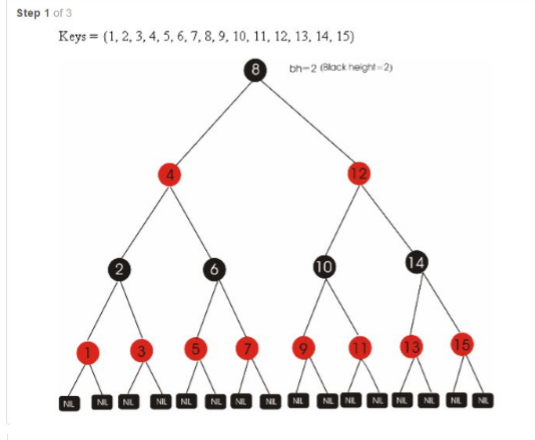 Step 1 of 3
Keys = (1, 2, 3, 4, 5, 6, 7, 8, 9, 10, 11, 12, 13, 14, 15)
8 bh=2 (Black height=2)
4 12
2 6 10 14
1 3 5 7 9 11 13 15
NIL NIL NIL NIL NIL NIL NIL NIL NIL NIL NIL NIL NIL NIL NIL NIL